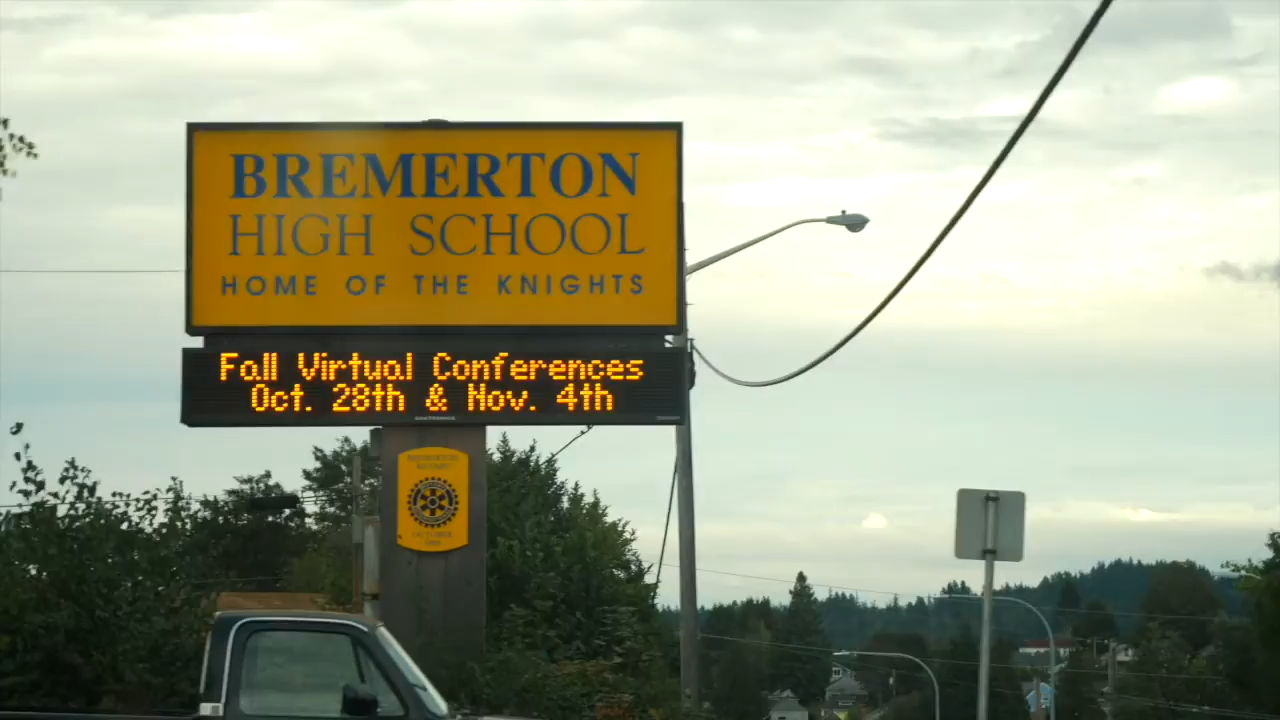 BREMERTON
HIGH SCHOOL
HOME OF THE KNIGHTS
Fall Virtual Conferences
Oct. 28th & Nov. 4th